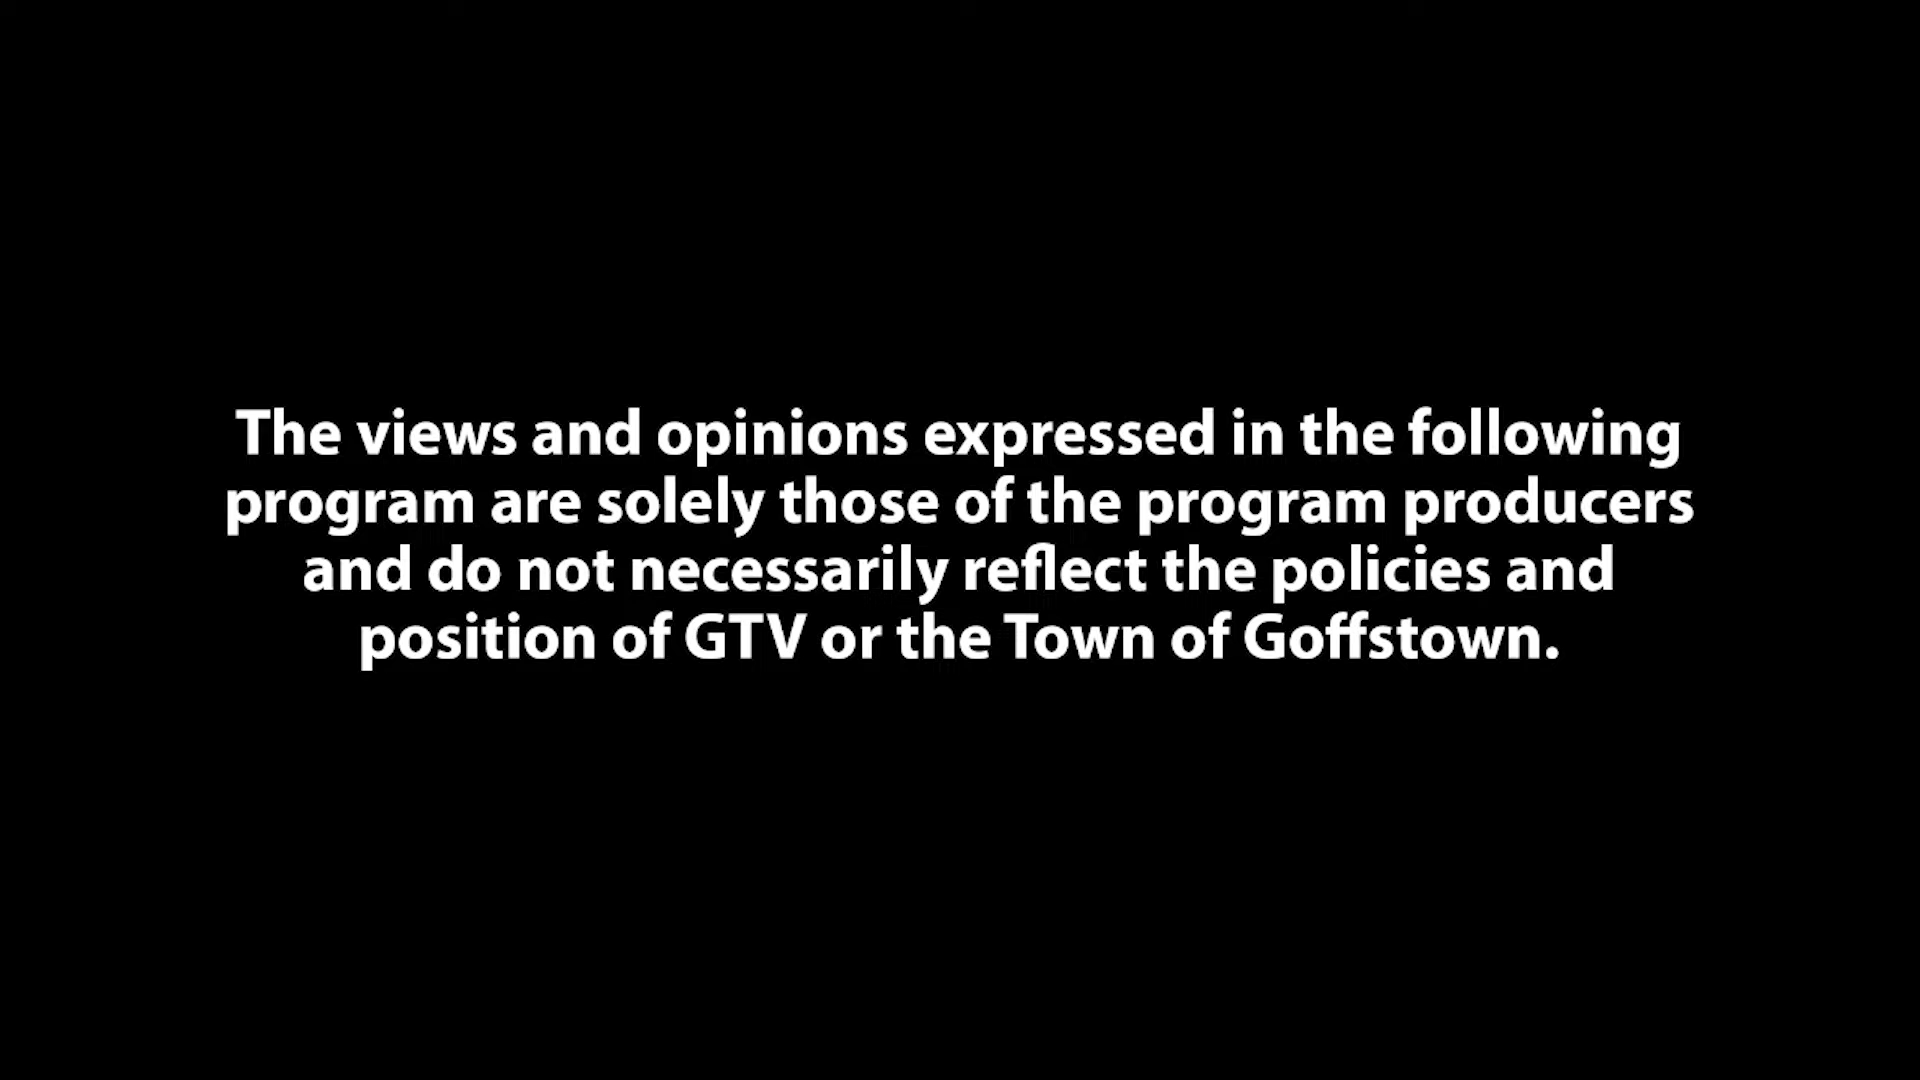 The views and opinions expressed in the following
program are solely those of the program producers
and do not necessarily reflect the policies and
position of GTV or the Town of Goffstown.